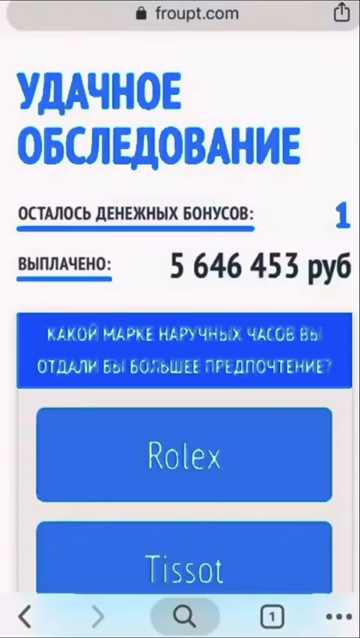 froupt.com
УДАЧНОЕ
ОБСЛЕДОВАНИЕ
ОСТАЛОСЬ ДЕНЕЖНЫХ БОНУСОВ: 1
ВЫПЛАЧЕНО: 5 646 453 руб
КАКОЙ МАРКЕ НАРУЧНЫХ ЧАСОВ ВЫ
ОТДАЛИ БЫ БОЛЬШЕЕ ПРЕДПОЧТЕНИЕ?
Rolex
Tissot
1